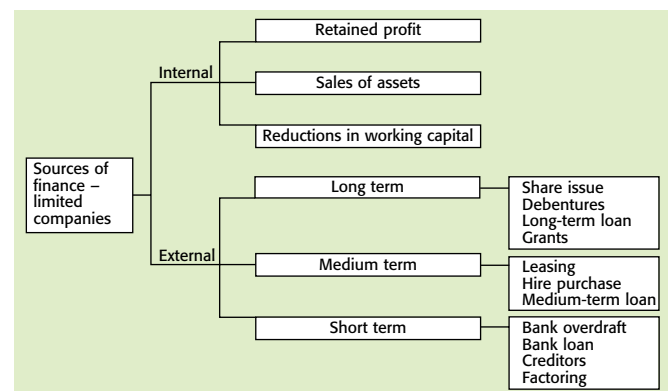 Retained profit
Internal
Sales of assets
Reductions in working capital
Sources of
finance –
limited
companies
Long term
Share issue
Debentures
Long-term loan
Grants
External
Medium term
Leasing
Hire purchase
Medium-term loan
Short term
Bank overdraft
Bank loan
Creditors
Factoring